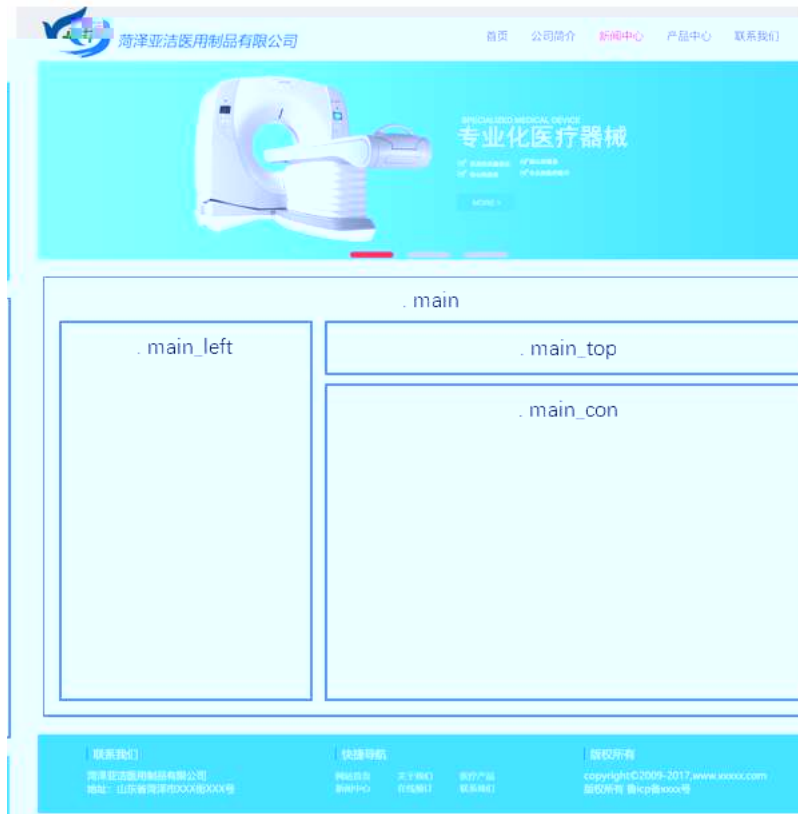 菏泽亚洁医用制品有限公司
首页 公司简介 新闻中心 产品中心 联系我们
SPECIALIZED MEDICAL DEVICE
专业化医疗器械
MORE >
. main
. main_left
. main_top
. main_con
联系我们 快捷导航 版权所有
菏泽亚洁医用制品有限公司 网站首页 关于我们 医疗产品 copyright©2009-2017,www.xxxxx.com
地址：山东省菏泽市XXX街XXX号 新闻中心 在线预订 联系我们 版权所有 鲁icp备xxxx号